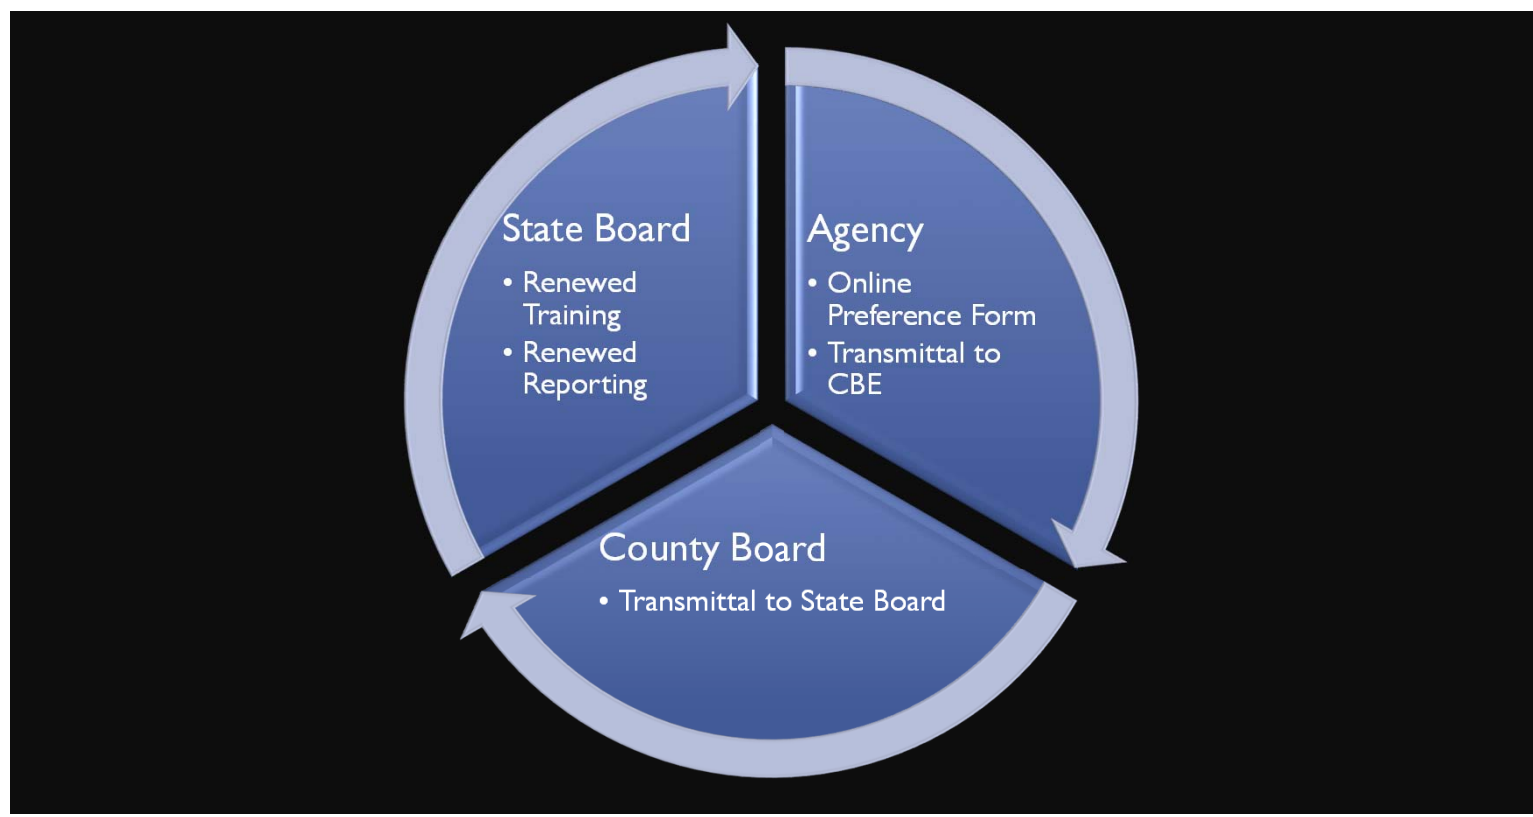 State Board
• Renewed
Training
• Renewed
Reporting
Agency
• Online
Preference Form
• Transmittal to
CBE
County Board
• Transmittal to State Board